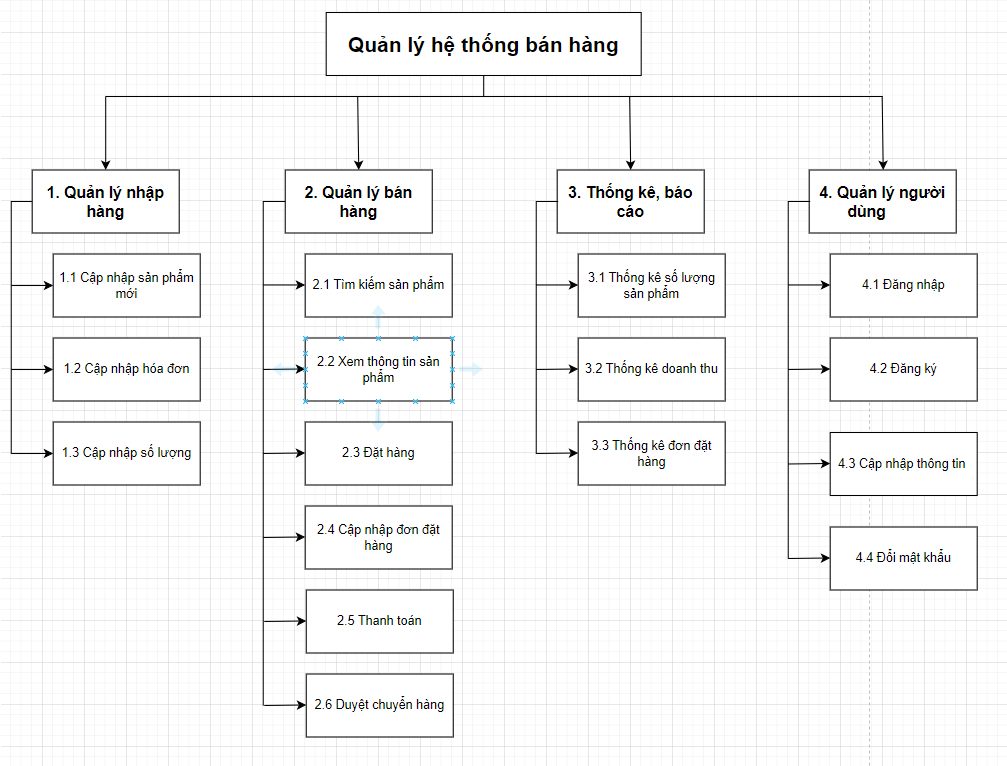 Quản lý hệ thống bán hàng
1. Quản lý nhập
hàng
1.1 Cập nhập sản phẩm
mới
1.2 Cập nhập hóa đơn
1.3 Cập nhập số lượng
2. Quản lý bán
hàng
2.1 Tìm kiếm sản phẩm
2.2 Xem thông tin sản
phẩm
2.3 Đặt hàng
2.4 Cập nhập đơn đặt
hàng
2.5 Thanh toán
2.6 Duyệt chuyển hàng
3. Thống kê, báo
cáo
3.1 Thống kê số lượng
sản phẩm
3.2 Thống kê doanh thu
3.3 Thống kê đơn đặt
hàng
4. Quản lý người
dùng
4.1 Đăng nhập
4.2 Đăng ký
4.3 Cập nhập thông tin
4.4 Đổi mật khẩu